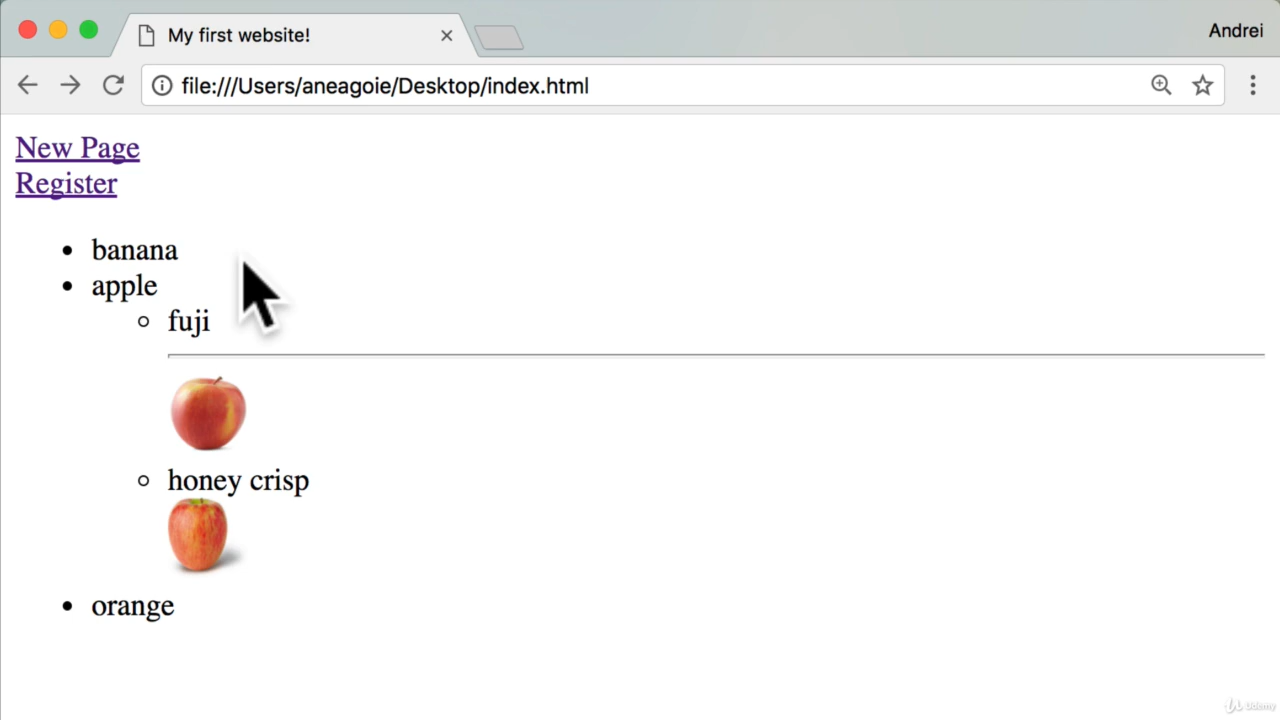 My first website!
Andrei
file:///Users/aneagoie/Desktop/index.html
New Page
Register
banana
apple
fuji
honey crisp
orange
Udemy